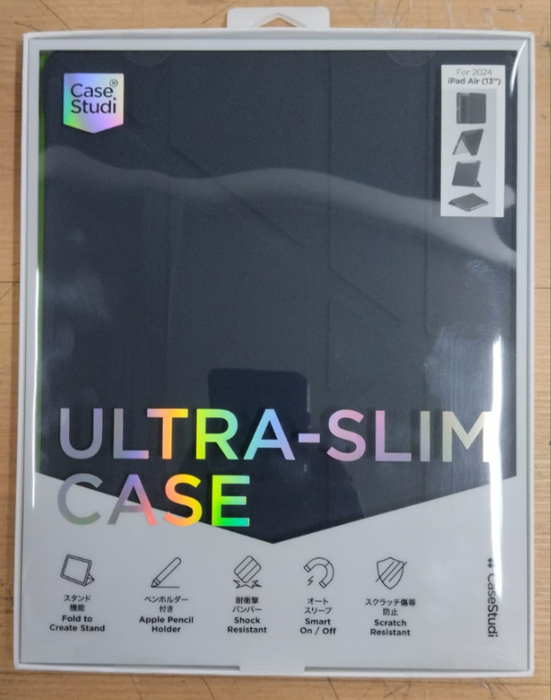 Case®
Studi
For 2024
iPad Air (13")
ULTRA-SLIM
CASE
スタンド
機能
Fold to
Create Stand
ペンホルダー
付き
Apple Pencil
Holder
耐衝撃
バンパー
Shock
Resistant
オート
スリープ
Smart
On / Off
スクラッチ傷等
防止
Scratch
Resistant
CaseStudi